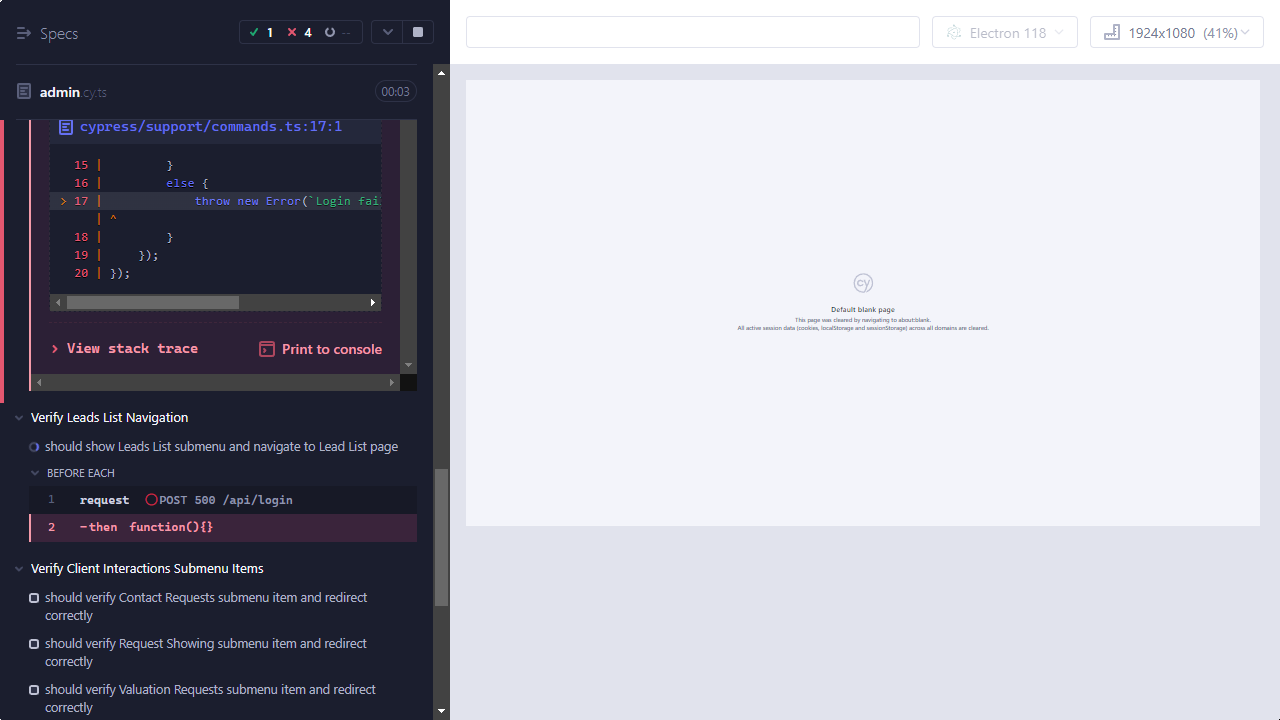 Specs
1
4
--
Electron 118
1924x1080 (41%)
admin.cy.ts
00:03
cypress/support/commands.ts:17:1
15 | }
16 | else {
> 17 | throw new Error(`Login fai
| ^
18 | }
19 | });
20 | });
> View stack trace
Print to console
Verify Leads List Navigation
should show Leads List submenu and navigate to Lead List page
BEFORE EACH
1 request POST 500 /api/login
2 -then function(){}
Verify Client Interactions Submenu Items
should verify Contact Requests submenu item and redirect
correctly
should verify Request Showing submenu item and redirect
correctly
should verify Valuation Requests submenu item and redirect
correctly
cy
Default blank page
This page was cleared by navigating to about:blank.
All active session data (cookies, localStorage and sessionStorage) across all domains are cleared.